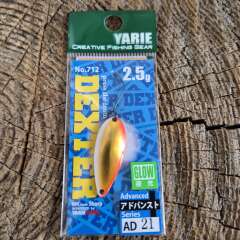 YARIE
CREATIVE FISHING GEAR
No.712
2.5g
DEXTER
GLOW
Advanced
アドバンスト
Series
AD 21